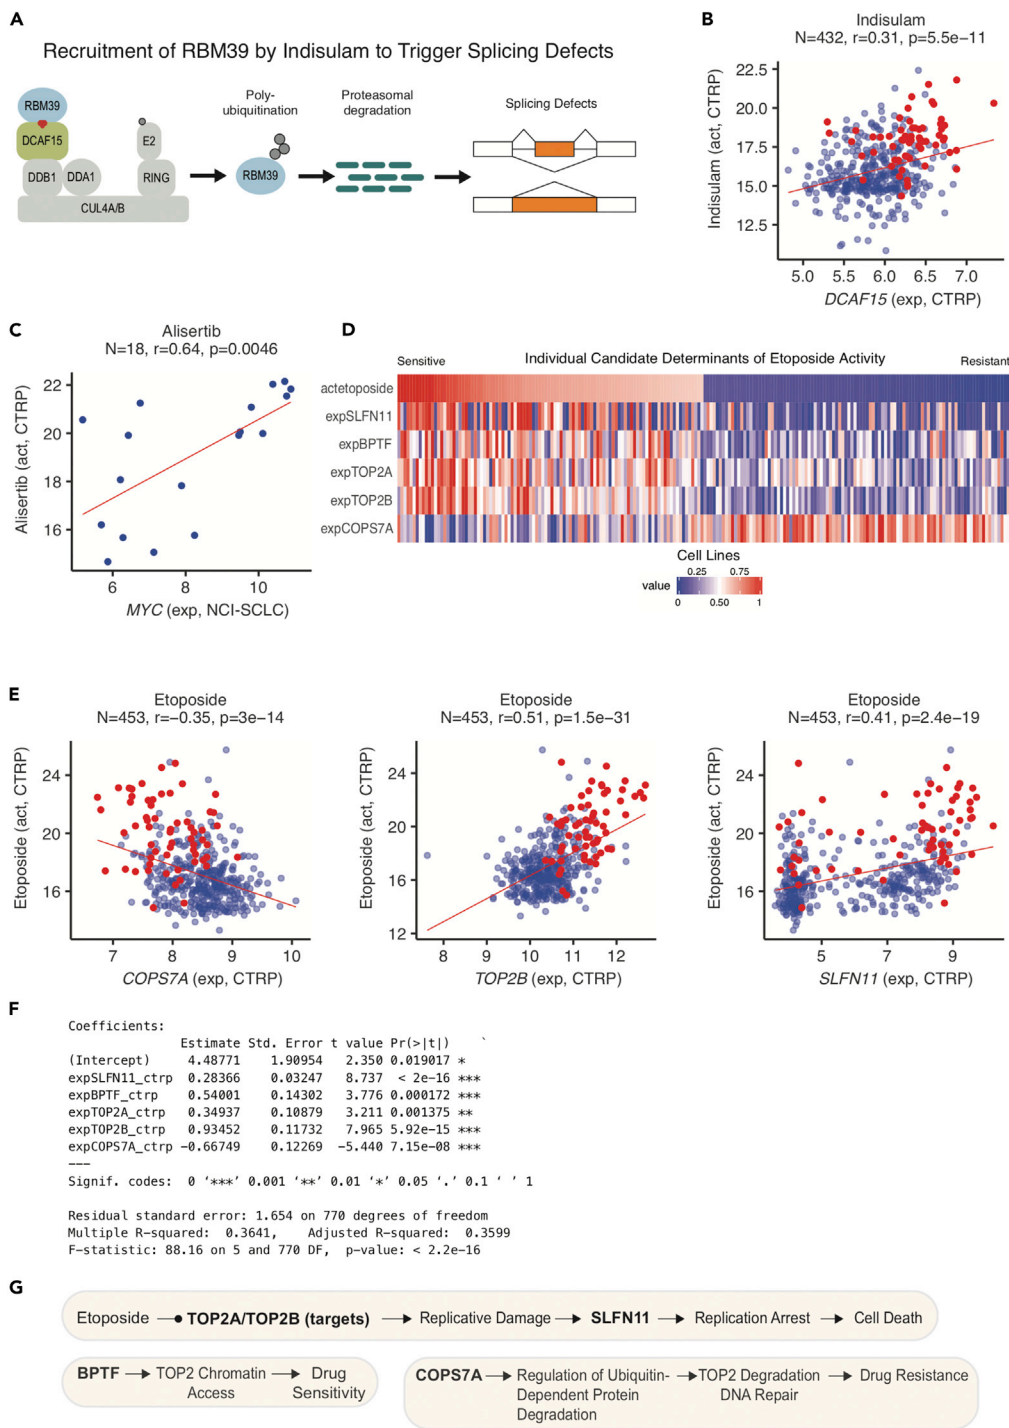 A
Recruitment of RBM39 by Indisulam to Trigger Splicing Defects
RBM39
DCAF15
DDB1
DDA1
E2
RING
CUL4A/B
Poly-
ubiquitination
RBM39
Proteasomal
degradation
Splicing Defects
B
Indisulam
N=432, r=0.31, p=5.5e−11
Indisulam (act, CTRP)
22.5
20.0
17.5
15.0
12.5
5.0 5.5 6.0 6.5 7.0
DCAF15 (exp, CTRP)
C
Alisertib
N=18, r=0.64, p=0.0046
Alisertib (act, CTRP)
22
20
18
16
6 8 10
MYC (exp, NCI-SCLC)
D
Sensitive Individual Candidate Determinants of Etoposide Activity Resistant
actetoposide
expSLFN11
expBPTF
expTOP2A
expTOP2B
expCOPS7A
Cell Lines
0.25 0.75
value
0 0.50 1
E
Etoposide
N=453, r=−0.35, p=3e−14
Etoposide (act, CTRP)
24
20
16
7 8 9 10
COPS7A (exp, CTRP)
Etoposide
N=453, r=0.51, p=1.5e−31
Etoposide (act, CTRP)
24
20
16
12
8 9 10 11 12
TOP2B (exp, CTRP)
Etoposide
N=453, r=0.41, p=2.4e−19
Etoposide (act, CTRP)
24
20
16
5 7 9
SLFN11 (exp, CTRP)
F
Coefficients:
Estimate Std. Error t value Pr(>|t|) `
(Intercept) 4.48771 1.90954 2.350 0.019017 *
expSLFN11_ctrp 0.28366 0.03247 8.737 < 2e-16 ***
expBPTF_ctrp 0.54001 0.14302 3.776 0.000172 ***
expTOP2A_ctrp 0.34937 0.10879 3.211 0.001375 **
expTOP2B_ctrp 0.93452 0.11732 7.965 5.92e-15 ***
expCOPS7A_ctrp −0.66749 0.12269 −5.440 7.15e-08 ***
———
Signif. codes: 0 ‘***’ 0.001 ‘**’ 0.01 ‘*’ 0.05 ‘.’ 0.1 ‘ ’ 1
Residual standard error: 1.654 on 770 degrees of freedom
Multiple R-squared: 0.3641, Adjusted R-squared: 0.3599
F-statistic: 88.16 on 5 and 770 DF, p-value: < 2.2e-16
G
Etoposide TOP2A/TOP2B (targets) Replicative Damage SLFN11 Replication Arrest Cell Death
BPTF TOP2 Chromatin Drug
Access Sensitivity
COPS7A Regulation of Ubiquitin- TOP2 Degradation Drug Resistance
Dependent Protein DNA Repair
Degradation